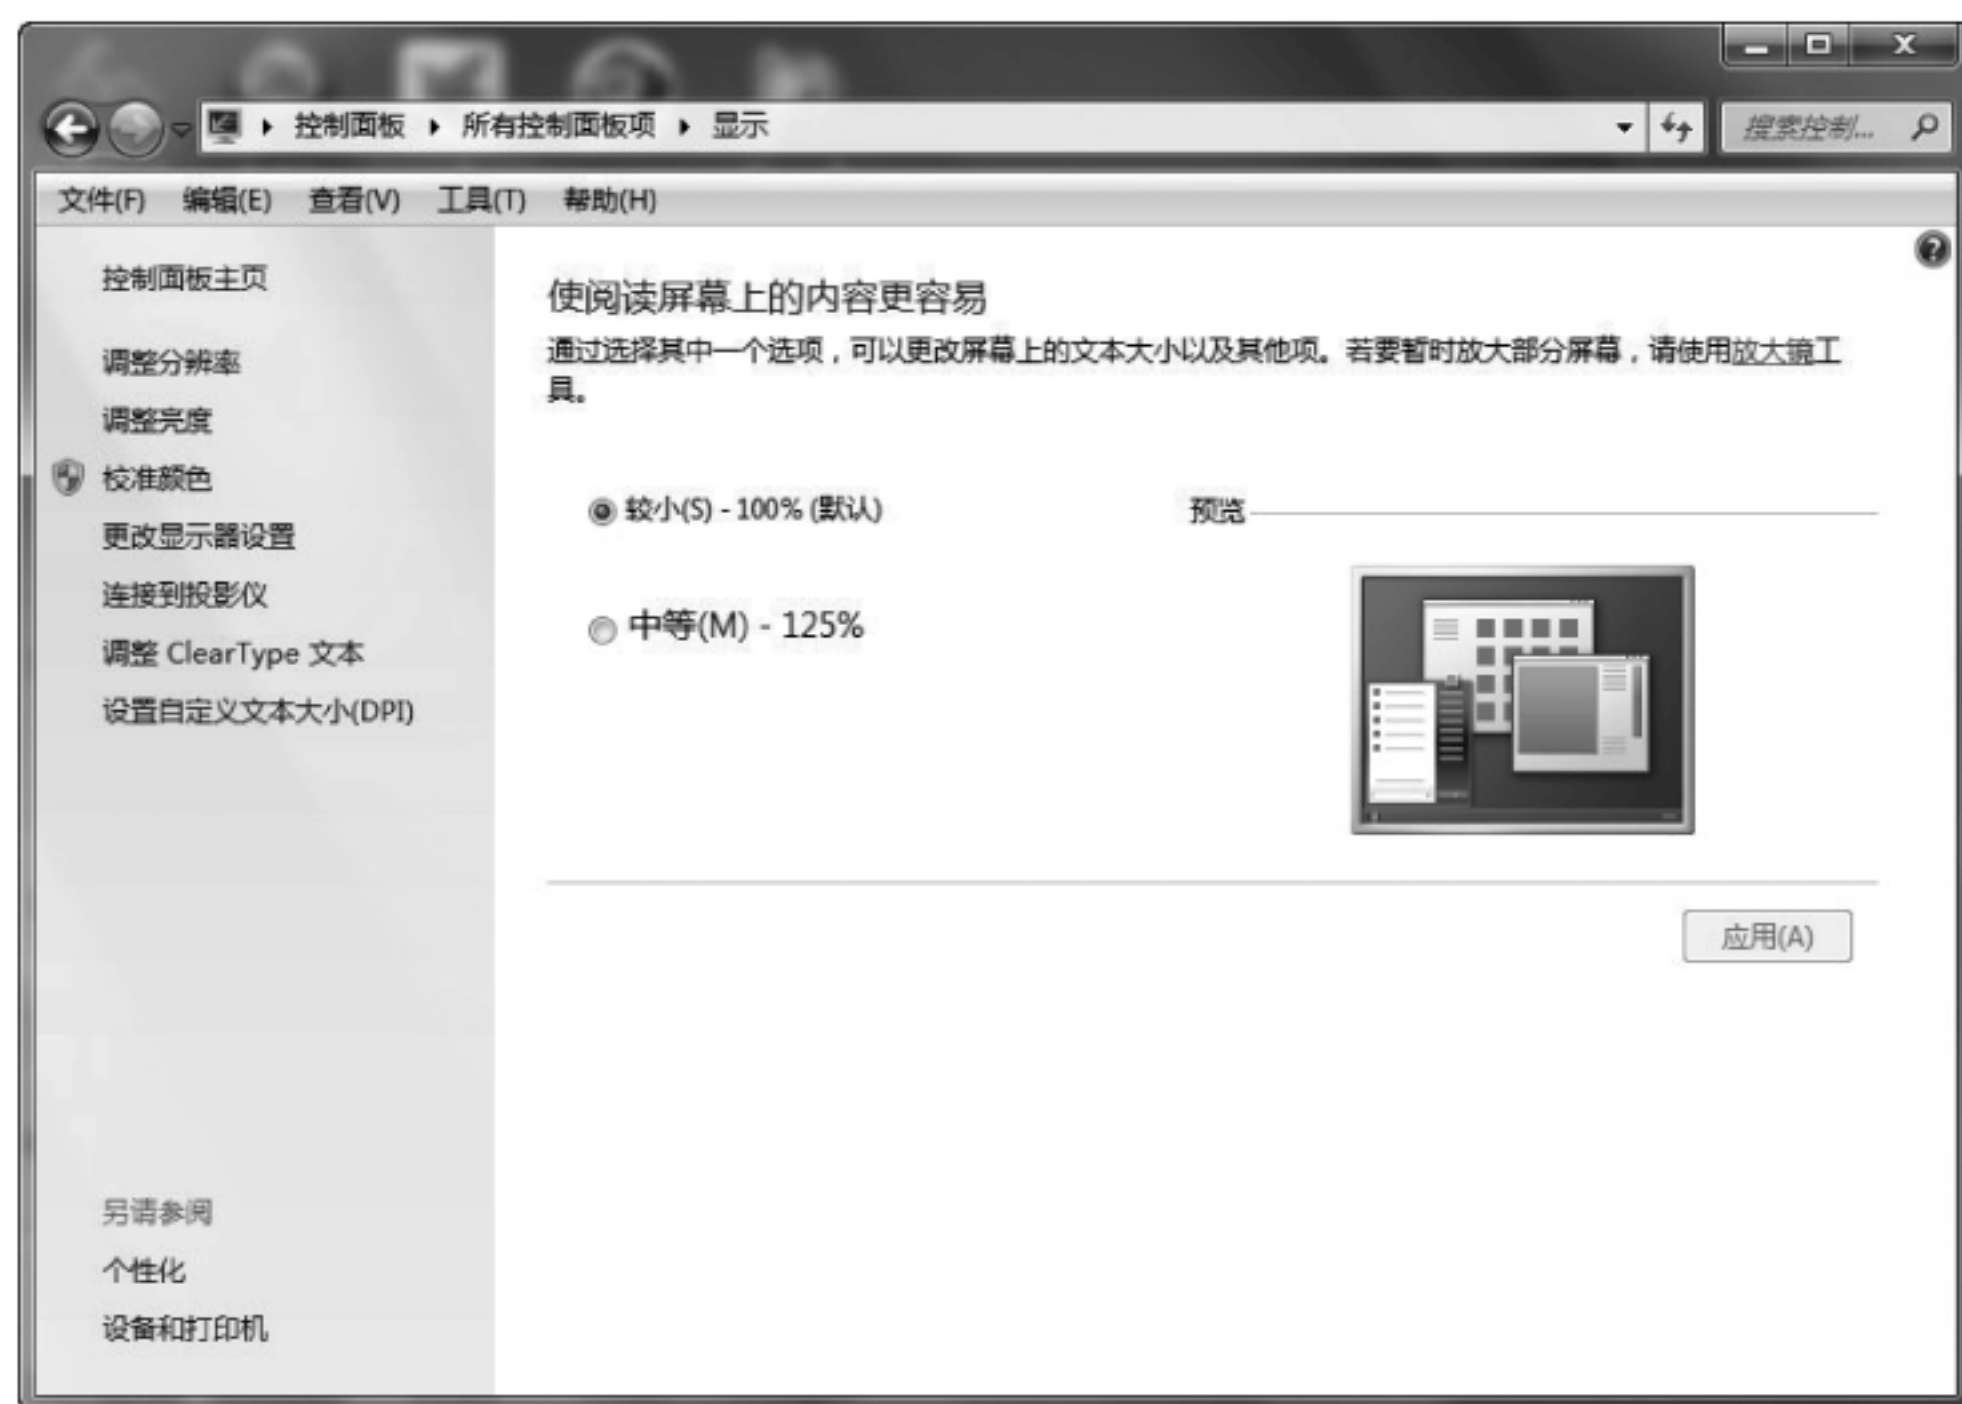 控制面板 所有控制面板项 显示
搜索控制...
文件(F) 编辑(E) 查看(V) 工具(T) 帮助(H)
控制面板主页
调整分辨率
调整亮度
校准颜色
更改显示器设置
连接到投影仪
调整 ClearType 文本
设置自定义文本大小(DPI)
另请参阅
个性化
设备和打印机
使阅读屏幕上的内容更容易
通过选择其中一个选项，可以更改屏幕上的文本大小以及其他项。若要暂时放大部分屏幕，请使用放大镜工
具。
较小(S) - 100% (默认)
中等(M) - 125%
预览
应用(A)